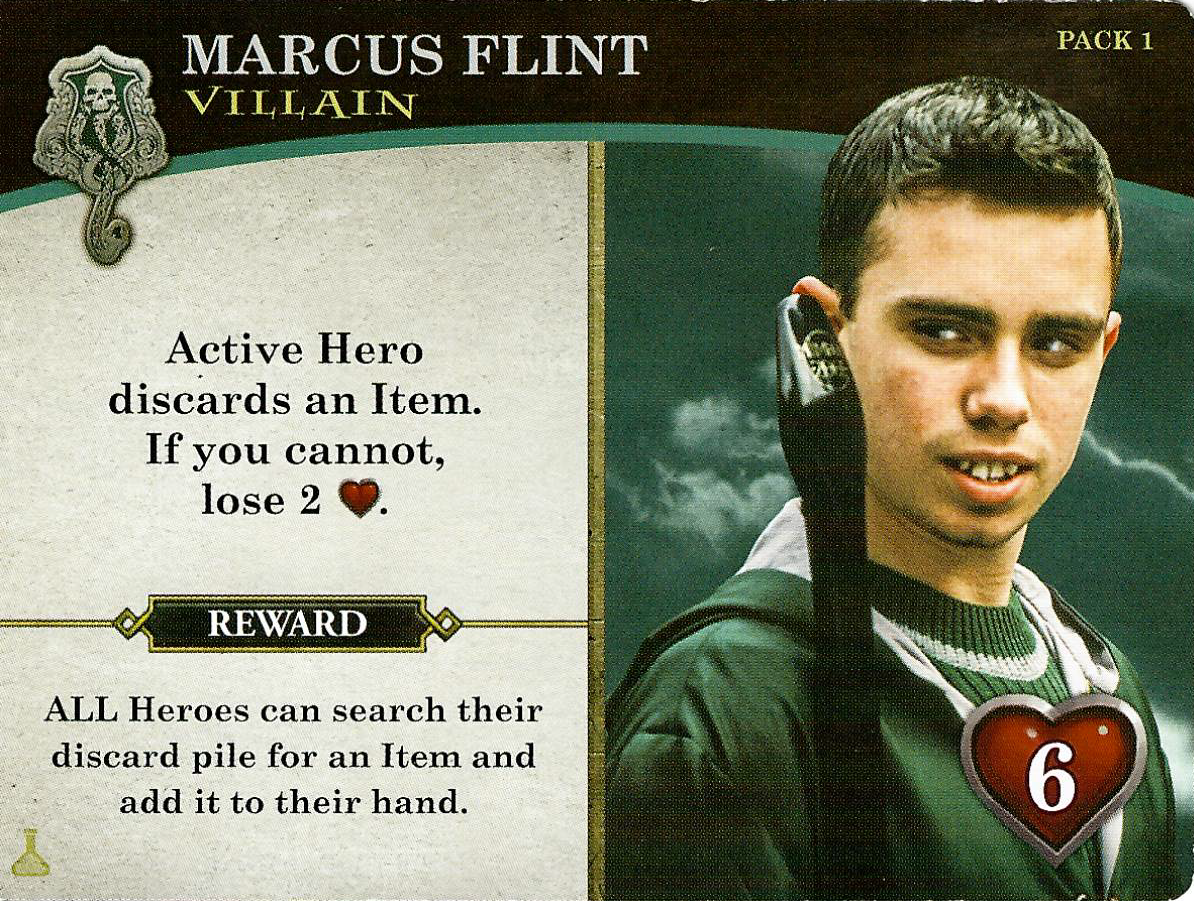 MARCUS FLINT
VILLAIN
PACK 1
Active Hero
discards an Item.
If you cannot,
lose 2 ❤.
REWARD
ALL Heroes can search their
discard pile for an Item and
add it to their hand.
6